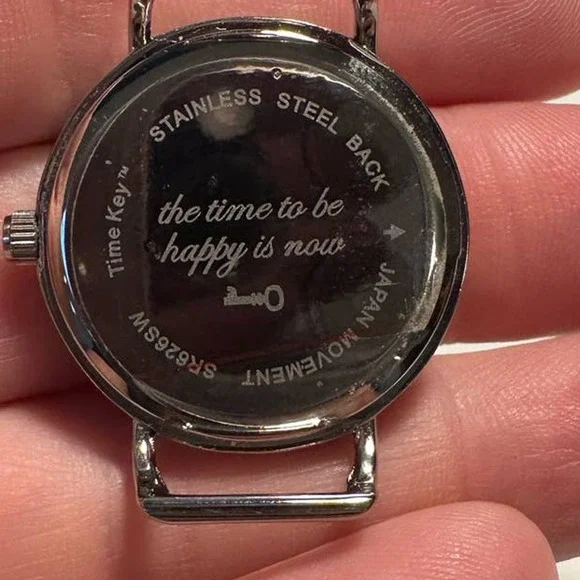 STAINLESS STEEL BACK
Time Key™
the time to be
happy is now
JAPAN MOVEMENT
SR626SW